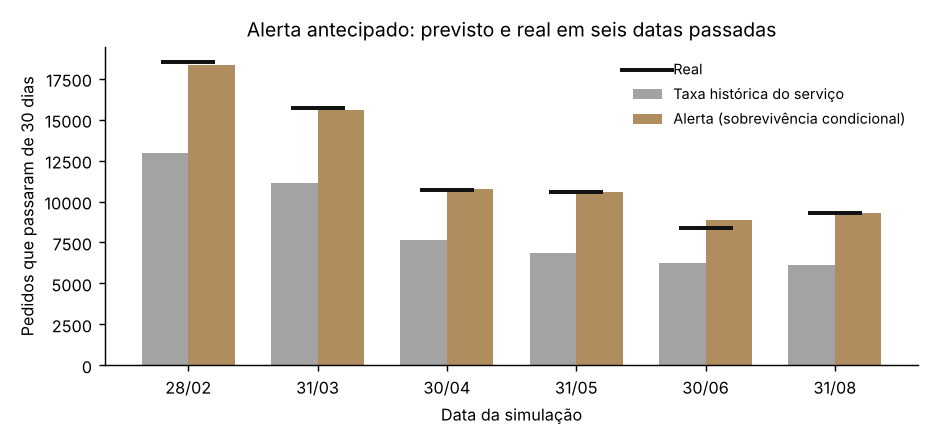 Alerta antecipado: previsto e real em seis datas passadas
Real
Taxa histórica do serviço
Alerta (sobrevivência condicional)
Pedidos que passaram de 30 dias
17500
15000
12500
10000
7500
5000
2500
0
28/02
31/03
30/04
31/05
30/06
31/08
Data da simulação